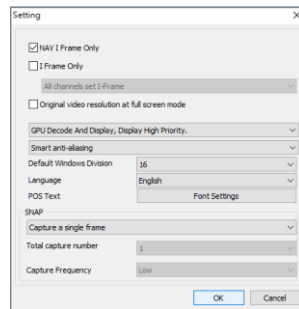 Setting
NAV I Frame Only
I Frame Only
All channels set I-Frame
Original video resolution at full screen mode
GPU Decode And Display, Display High Priority.
Smart anti-aliasing
Default Windows Division 16
Language English
POS Text Font Settings
SNAP
Capture a single frame
Total capture number 1
Capture Frequency Low
OK Cancel